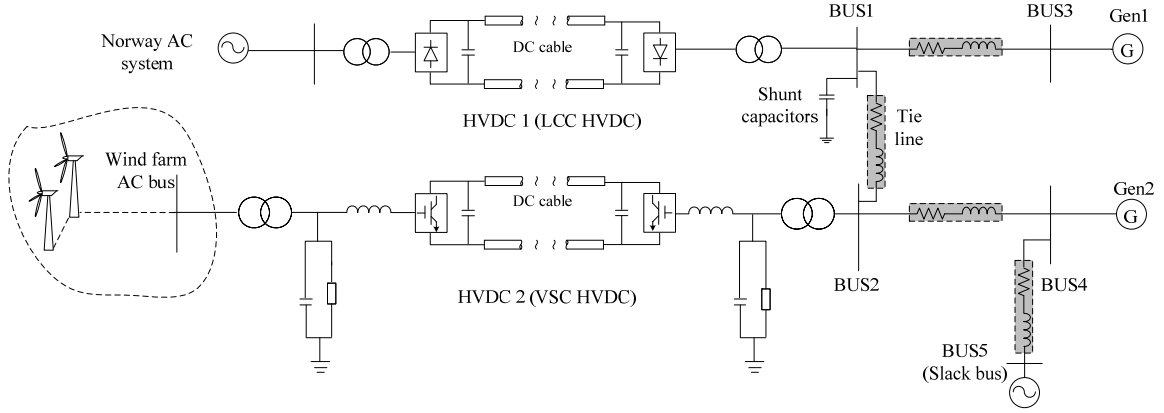 BUS1
BUS3
Gen1
Norway AC
system
DC cable
G
HVDC 1 (LCC HVDC)
Shunt
capacitors
Tie
line
Wind farm
AC bus
DC cable
Gen2
G
HVDC 2 (VSC HVDC)
BUS2
BUS4
BUS5
(Slack bus)